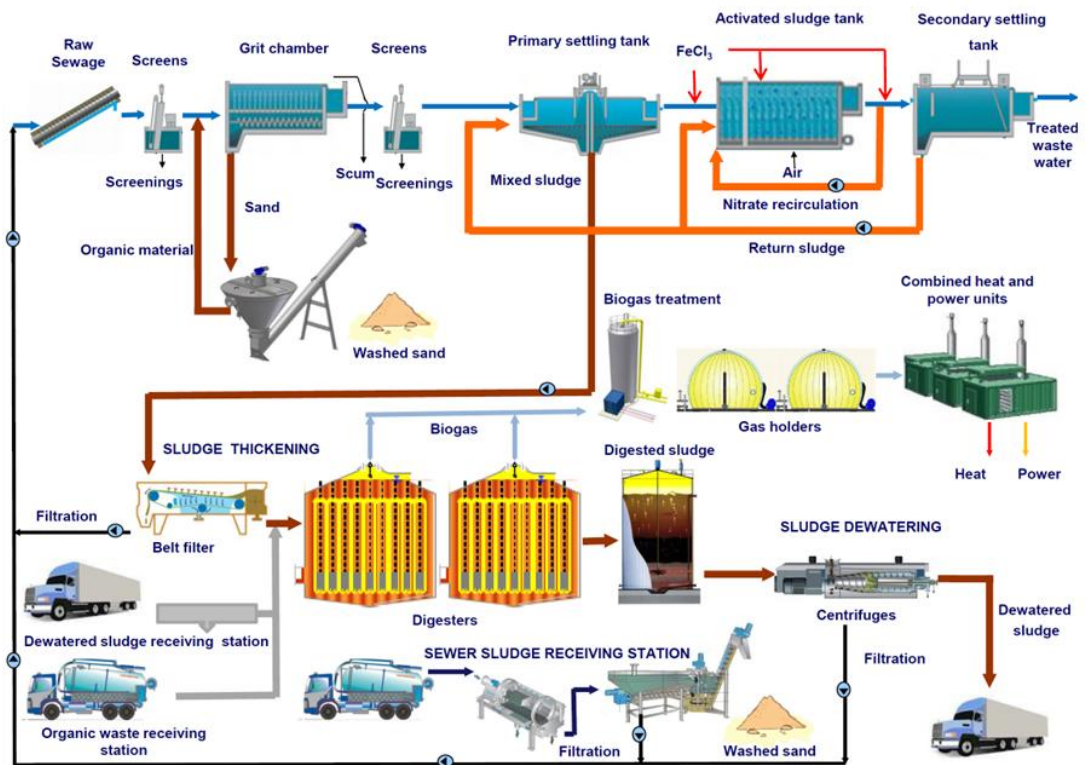 Raw
Sewage
Screens
Grit chamber
Screens
Primary settling tank
Activated sludge tank
Secondary settling
tank
FeCl3
Treated
waste
water
Screenings
Scum
Screenings
Mixed sludge
Air
Nitrate recirculation
Return sludge
Sand
Organic material
Washed sand
Biogas treatment
Combined heat and
power units
Gas holders
Heat
Power
Biogas
SLUDGE THICKENING
Digested sludge
Filtration
Belt filter
SLUDGE DEWATERING
Centrifuges
Dewatered
sludge
Digesters
Dewatered sludge receiving station
SEWER SLUDGE RECEIVING STATION
Filtration
Organic waste receiving
station
Filtration
Washed sand